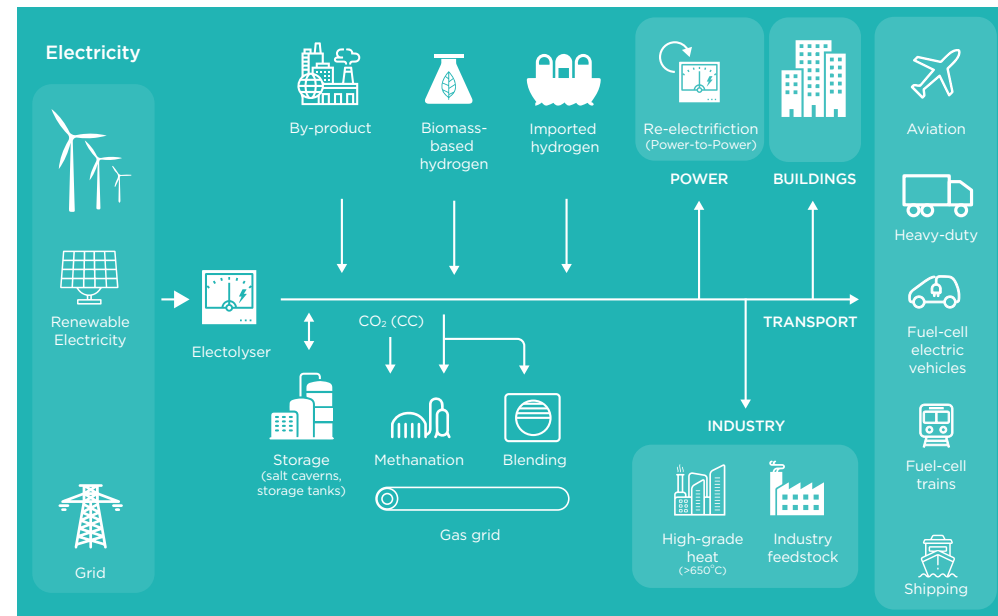 Electricity
Renewable
Electricity
Grid
Electolyser
By-product
Biomass-
based
hydrogen
Imported
hydrogen
Re-electrifiction
(Power-to-Power)
POWER
BUILDINGS
TRANSPORT
CO₂ (CC)
Storage
(salt caverns,
storage tanks)
Methanation
Blending
Gas grid
INDUSTRY
High-grade
heat
(>650°C)
Industry
feedstock
Aviation
Heavy-duty
Fuel-cell
electric
vehicles
Fuel-cell
trains
Shipping